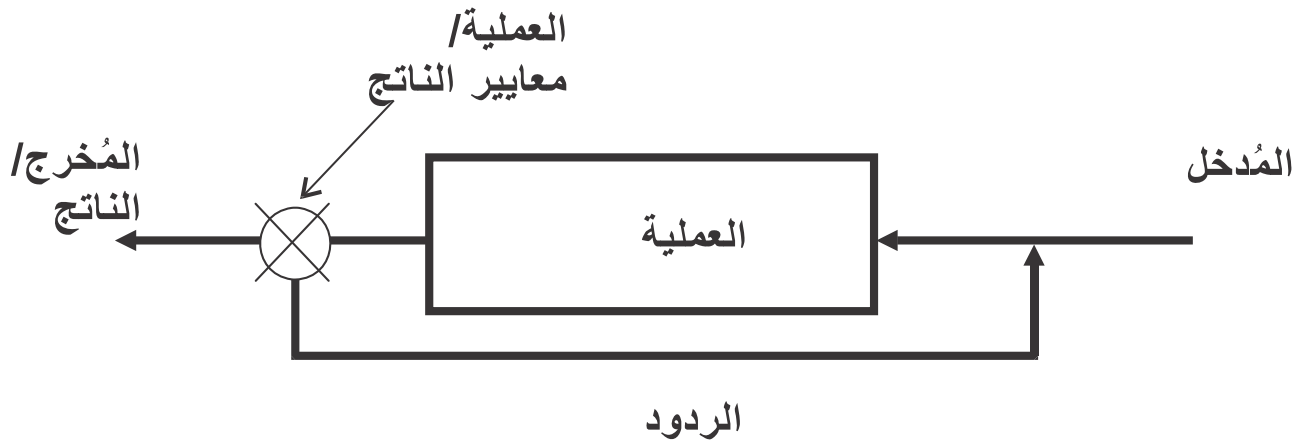 العملية/
معايير الناتج
المُدخل
العملية
المُخرج/
الناتج
الردود